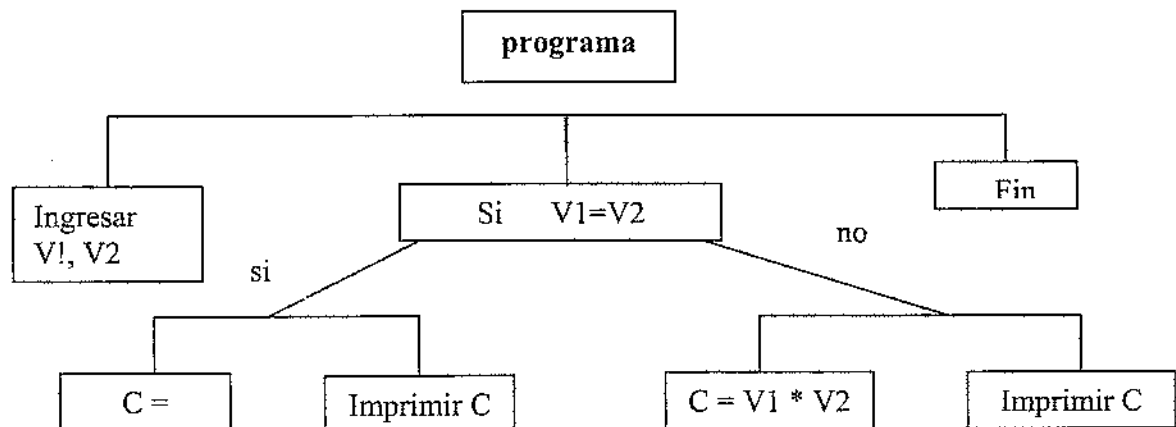 programa
Ingresar
V!, V2
Si V1=V2
Fin
si
no
C =
Imprimir C
C = V1 * V2
Imprimir C